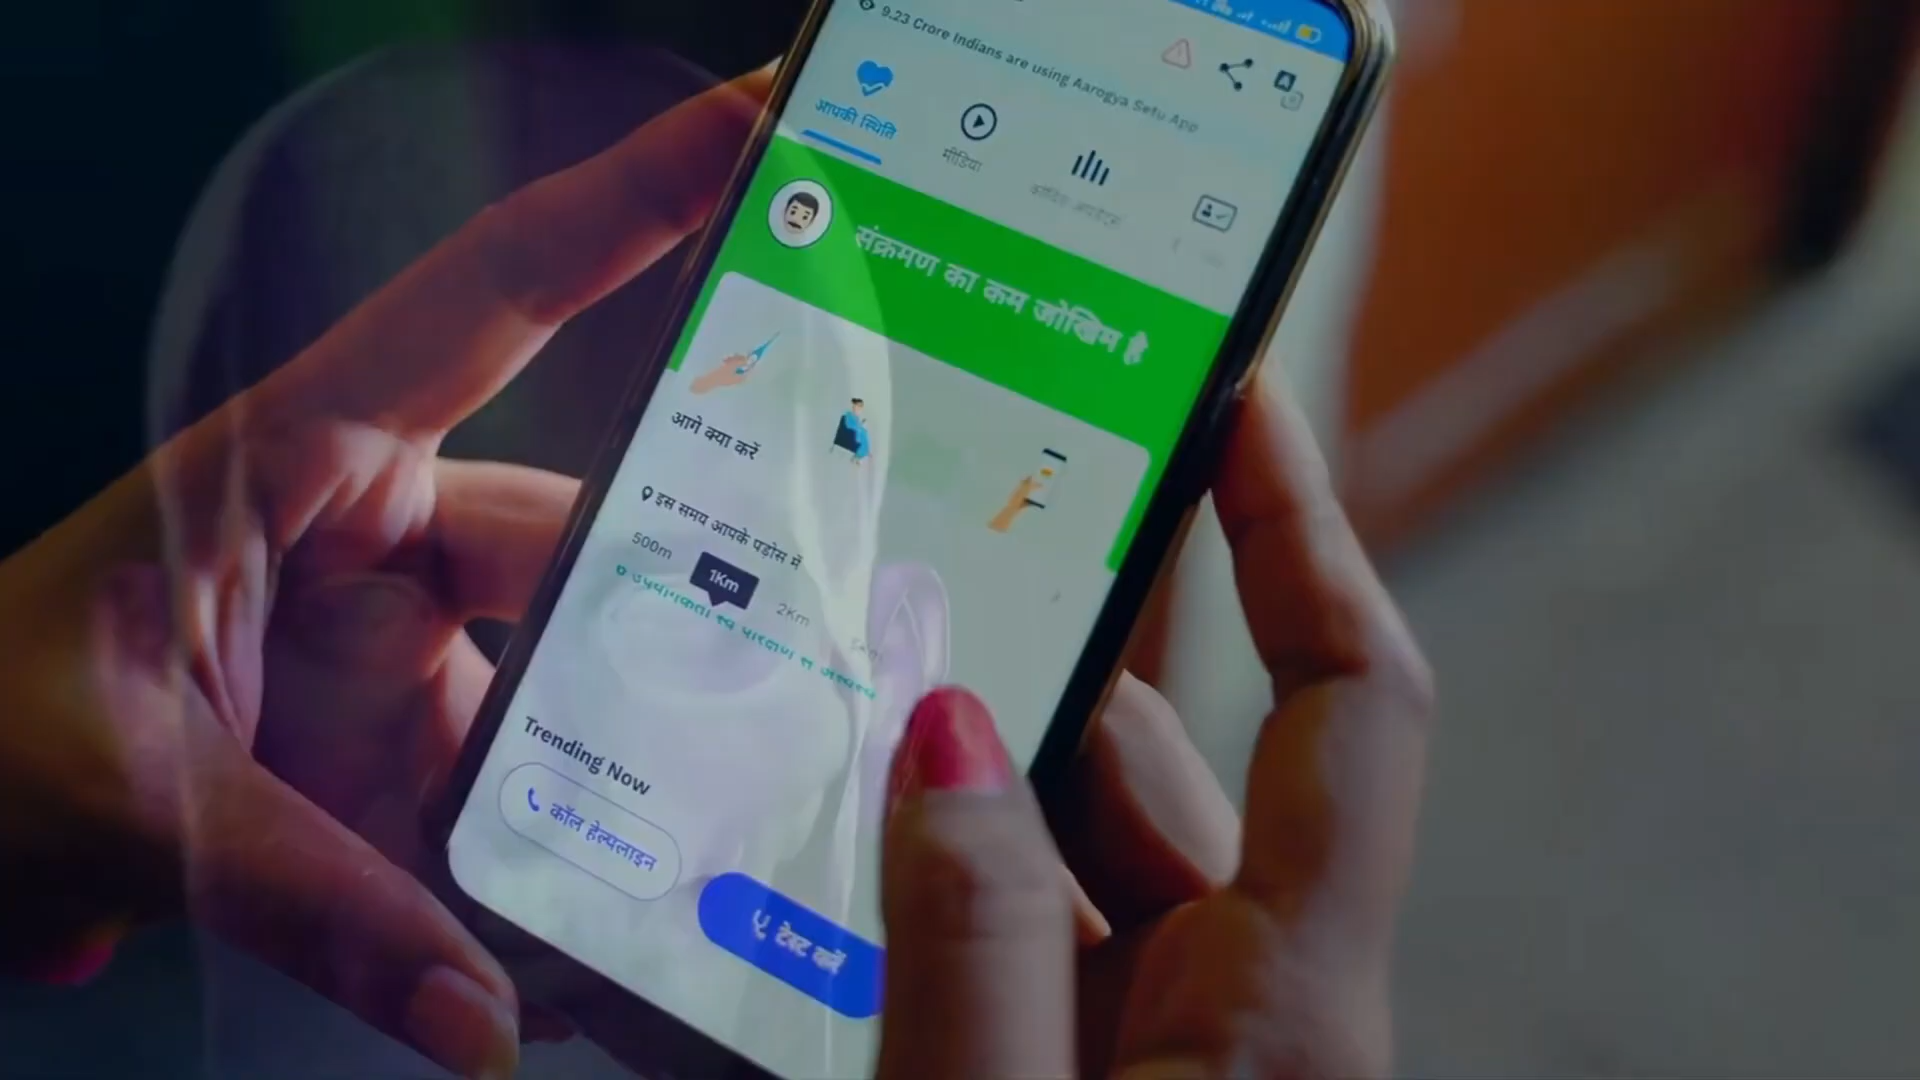 9.23 Crore Indians are using Aarogya Setu App
आपकी स्थिति
मीडिया
संक्रमण का कम जोखिम है
आगे क्या करें
इस समय आपके पड़ोस में
500m
1Km
2Km
5Km
Trending Now
कॉल हेल्पलाइन
टेस्ट करें